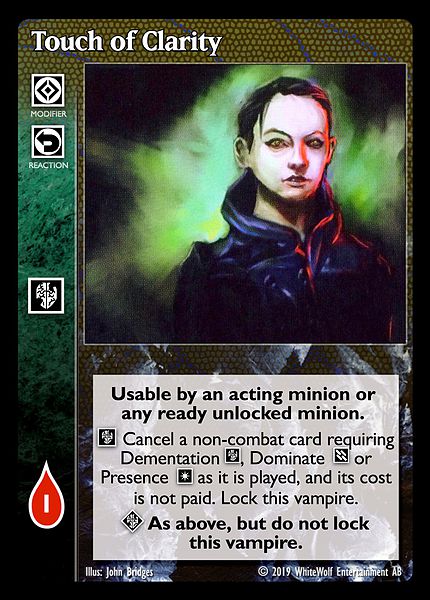 Touch of Clarity
MODIFIER
REACTION
Usable by an acting minion or
any ready unlocked minion.
Cancel a non-combat card requiring
Dementation , Dominate or
Presence as it is played, and its cost
is not paid. Lock this vampire.
As above, but do not lock
this vampire.
1
Illus: John Bridges © 2019 WhiteWolf Entertainment AB